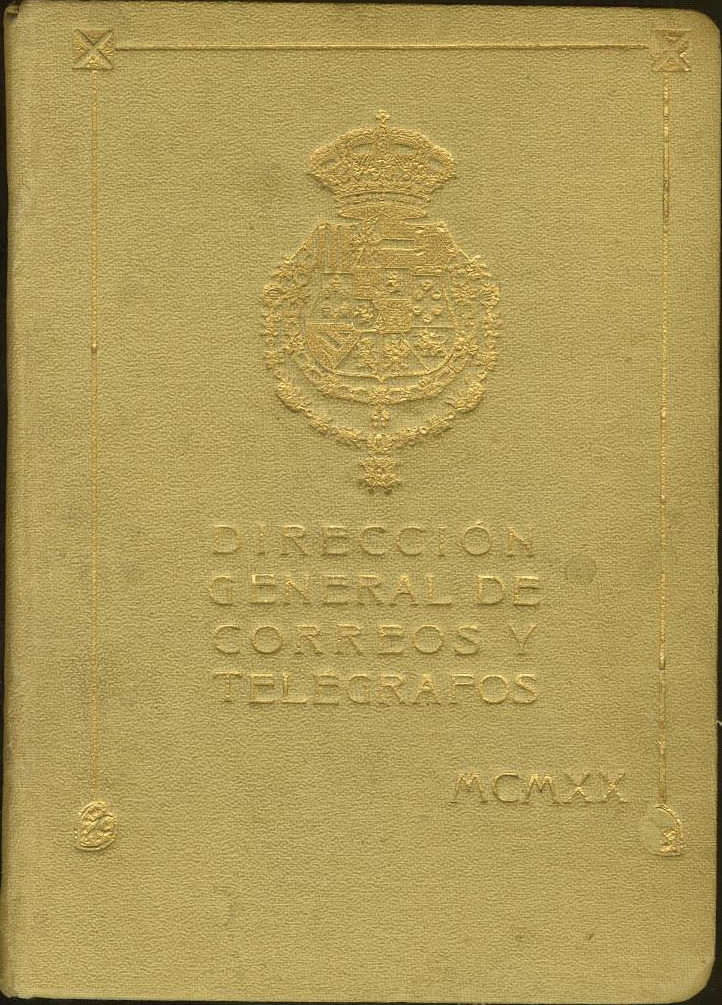 DIRECCIÓN
GENERAL DE
CORREOS Y
TELÉGRAFOS
MCMXX